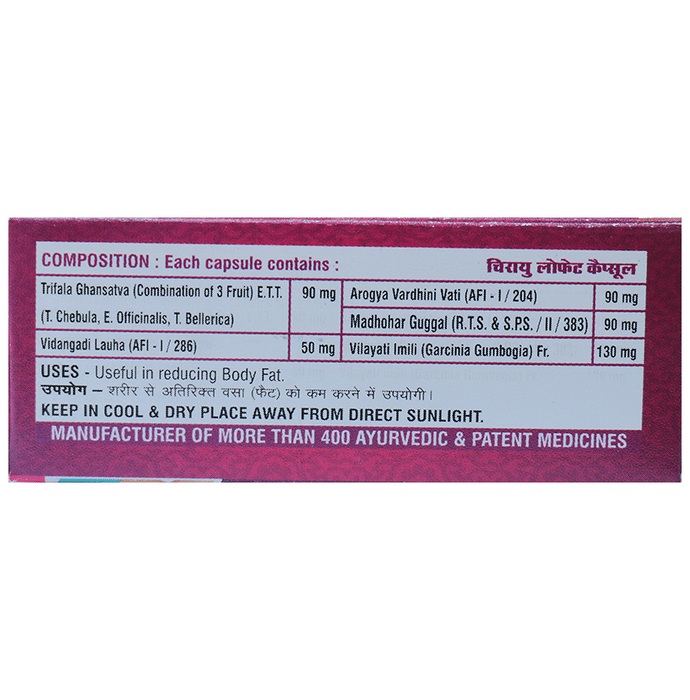 COMPOSITION : Each capsule contains :
चिरायु लोफेट कैप्सूल
Trifala Ghansatva (Combination of 3 Fruit) E.T.T. 90 mg
(T. Chebula, E. Officinalis, T. Bellerica)
Vidangadi Lauha (AFI - I / 286) 50 mg
Arogya Vardhini Vati (AFI - I / 204) 90 mg
Madhohar Guggal (R.T.S. & S.P.S. / II / 383) 90 mg
Vilayati Imili (Garcinia Gumbogia) Fr. 130 mg
USES - Useful in reducing Body Fat.
उपयोग – शरीर से अतिरिक्त वसा (फैट) को कम करने में उपयोगी।
KEEP IN COOL & DRY PLACE AWAY FROM DIRECT SUNLIGHT.
MANUFACTURER OF MORE THAN 400 AYURVEDIC & PATENT MEDICINES